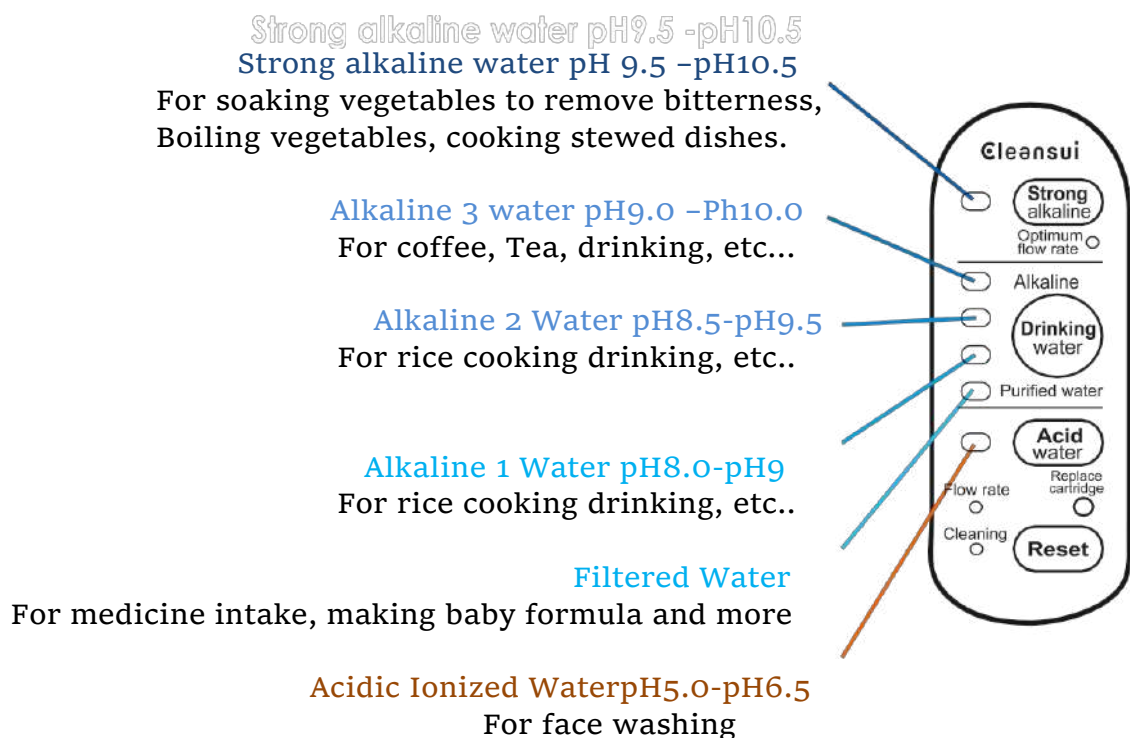 Strong alkaline water pH9.5 -pH10.5
Strong alkaline water pH 9.5 –pH10.5
For soaking vegetables to remove bitterness,
Boiling vegetables, cooking stewed dishes.
Alkaline 3 water pH9.0 –Ph10.0
For coffee, Tea, drinking, etc...
Alkaline 2 Water pH8.5-pH9.5
For rice cooking drinking, etc..
Alkaline 1 Water pH8.0-pH9
For rice cooking drinking, etc..
Filtered Water
For medicine intake, making baby formula and more
Acidic Ionized WaterpH5.0-pH6.5
For face washing
Cleansui
Strong
alkaline
Optimum
flow rate
Alkaline
Drinking
water
Purified water
Acid
water
Replace
cartridge
Flow rate
Cleaning
Reset